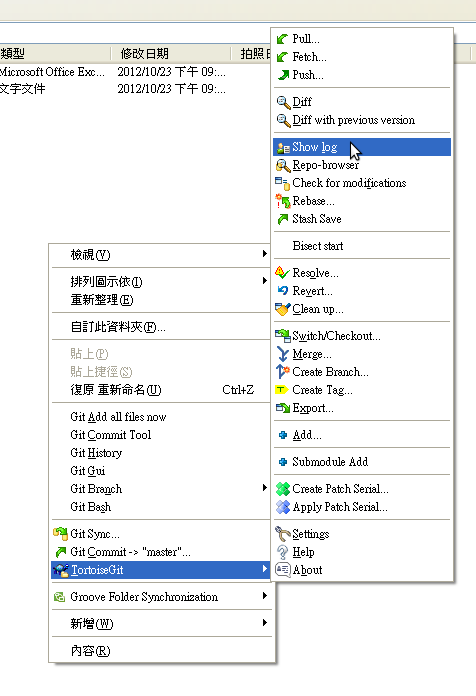 類型 修改日期 拍照日
Microsoft Office Exc... 2012/10/23 下午 09:...
文字文件 2012/10/23 下午 09:...
檢視(V)
排列圖示依(I)
重新整理(E)
自訂此資料夾(F)...
貼上(P)
貼上捷徑(S)
復原 重新命名(U) Ctrl+Z
Git Add all files now
Git Commit Tool
Git History
Git Gui
Git Branch
Git Bash
Git Sync...
Git Commit -> "master"...
TortoiseGit
Groove Folder Synchronization
新增(W)
內容(R)
Pull...
Fetch...
Push...
Diff
Diff with previous version
Show log
Repo-browser
Check for modifications
Rebase...
Stash Save
Bisect start
Resolve...
Revert...
Clean up...
Switch/Checkout...
Merge...
Create Branch...
Create Tag...
Export...
Add...
Submodule Add
Create Patch Serial...
Apply Patch Serial...
Settings
Help
About